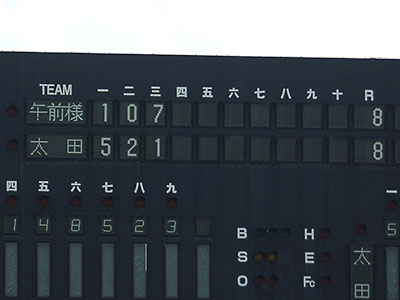 TEAM 一 二 三 四 五 六 七 八 九 十 R
午前様 1 0 7 8
太田 5 2 1 8
四 五 六 七 八 九 一
1 4 8 5 2 3 5
B H
S E
O Fc
太田